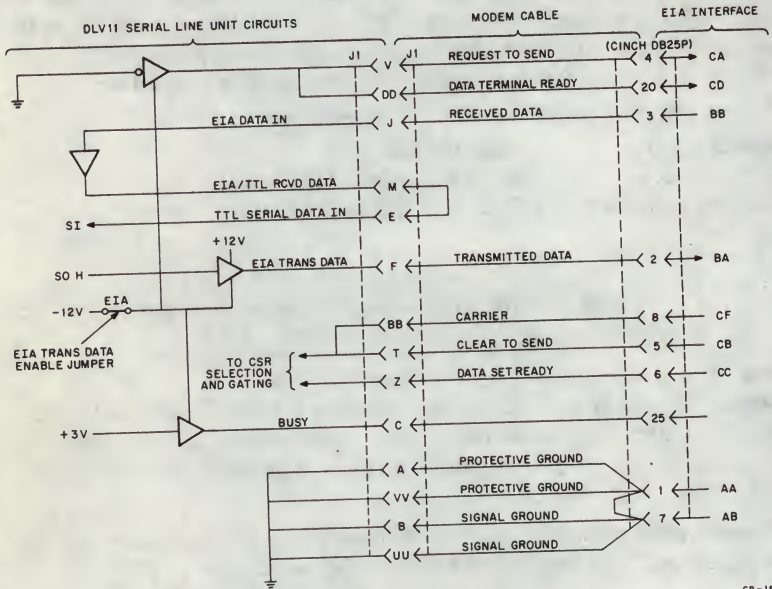 DLV11 SERIAL LINE UNIT CIRCUITS
MODEM CABLE
EIA INTERFACE
J1 J1
(CINCH DB25P)
V REQUEST TO SEND 4 CA
DD DATA TERMINAL READY 20 CD
EIA DATA IN J RECEIVED DATA 3 BB
EIA/TTL RCVD DATA M
SI TTL SERIAL DATA IN E
+12V
SO H EIA TRANS DATA F TRANSMITTED DATA 2 BA
-12V EIA
EIA TRANS DATA
ENABLE JUMPER
BB CARRIER 8 CF
TO CSR
SELECTION
AND GATING
T CLEAR TO SEND 5 CB
Z DATA SET READY 6 CC
+3V BUSY C 25
A PROTECTIVE GROUND
VV PROTECTIVE GROUND 1 AA
B SIGNAL GROUND 7 AB
UU SIGNAL GROUND